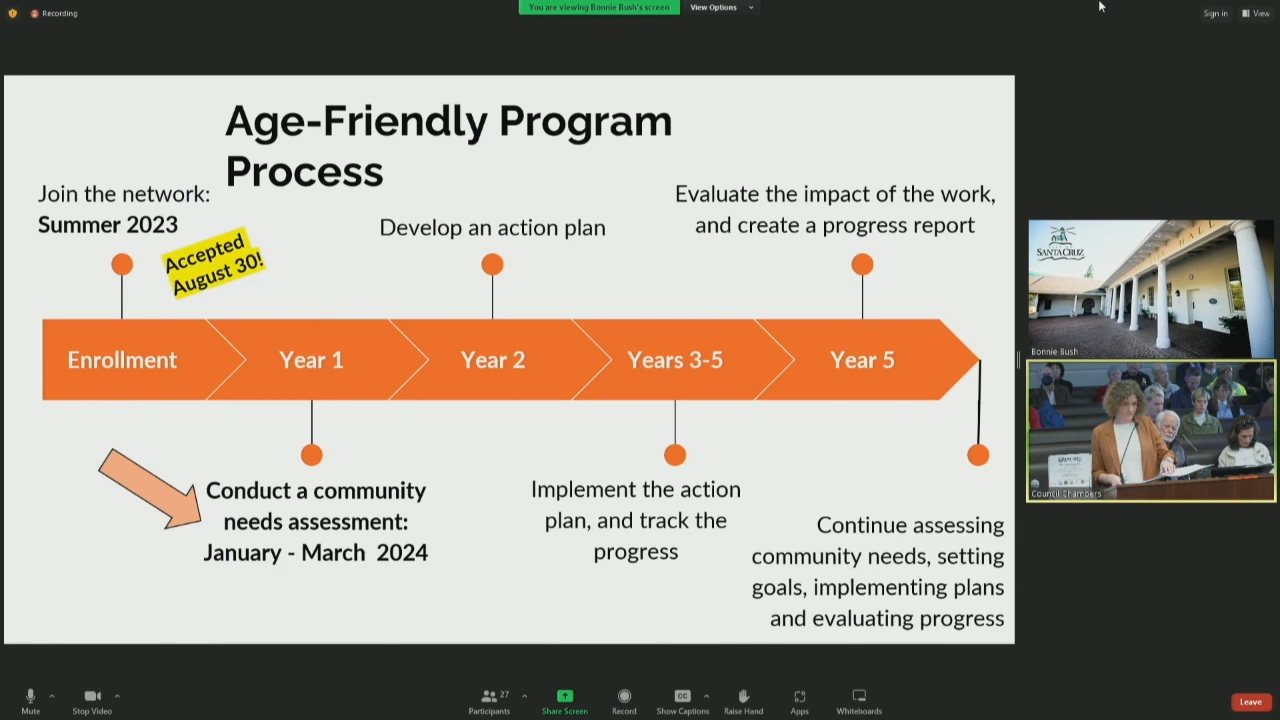 Recording
You are viewing Bonnie Bush's screen
View Options
Sign in
View
Age-Friendly Program
Process
Join the network:
Summer 2023
Accepted
August 30!
Develop an action plan
Evaluate the impact of the work,
and create a progress report
Enrollment
Year 1
Year 2
Years 3-5
Year 5
Conduct a community
needs assessment:
January - March 2024
Implement the action
plan, and track the
progress
Continue assessing
community needs, setting
goals, implementing plans
and evaluating progress
SANTA CRUZ
Bonnie Bush
Council Chambers
Mute
Stop Video
Participants
27
Share Screen
CC
Record
Show Captions
Raise Hand
Apps
Whiteboards
Leave